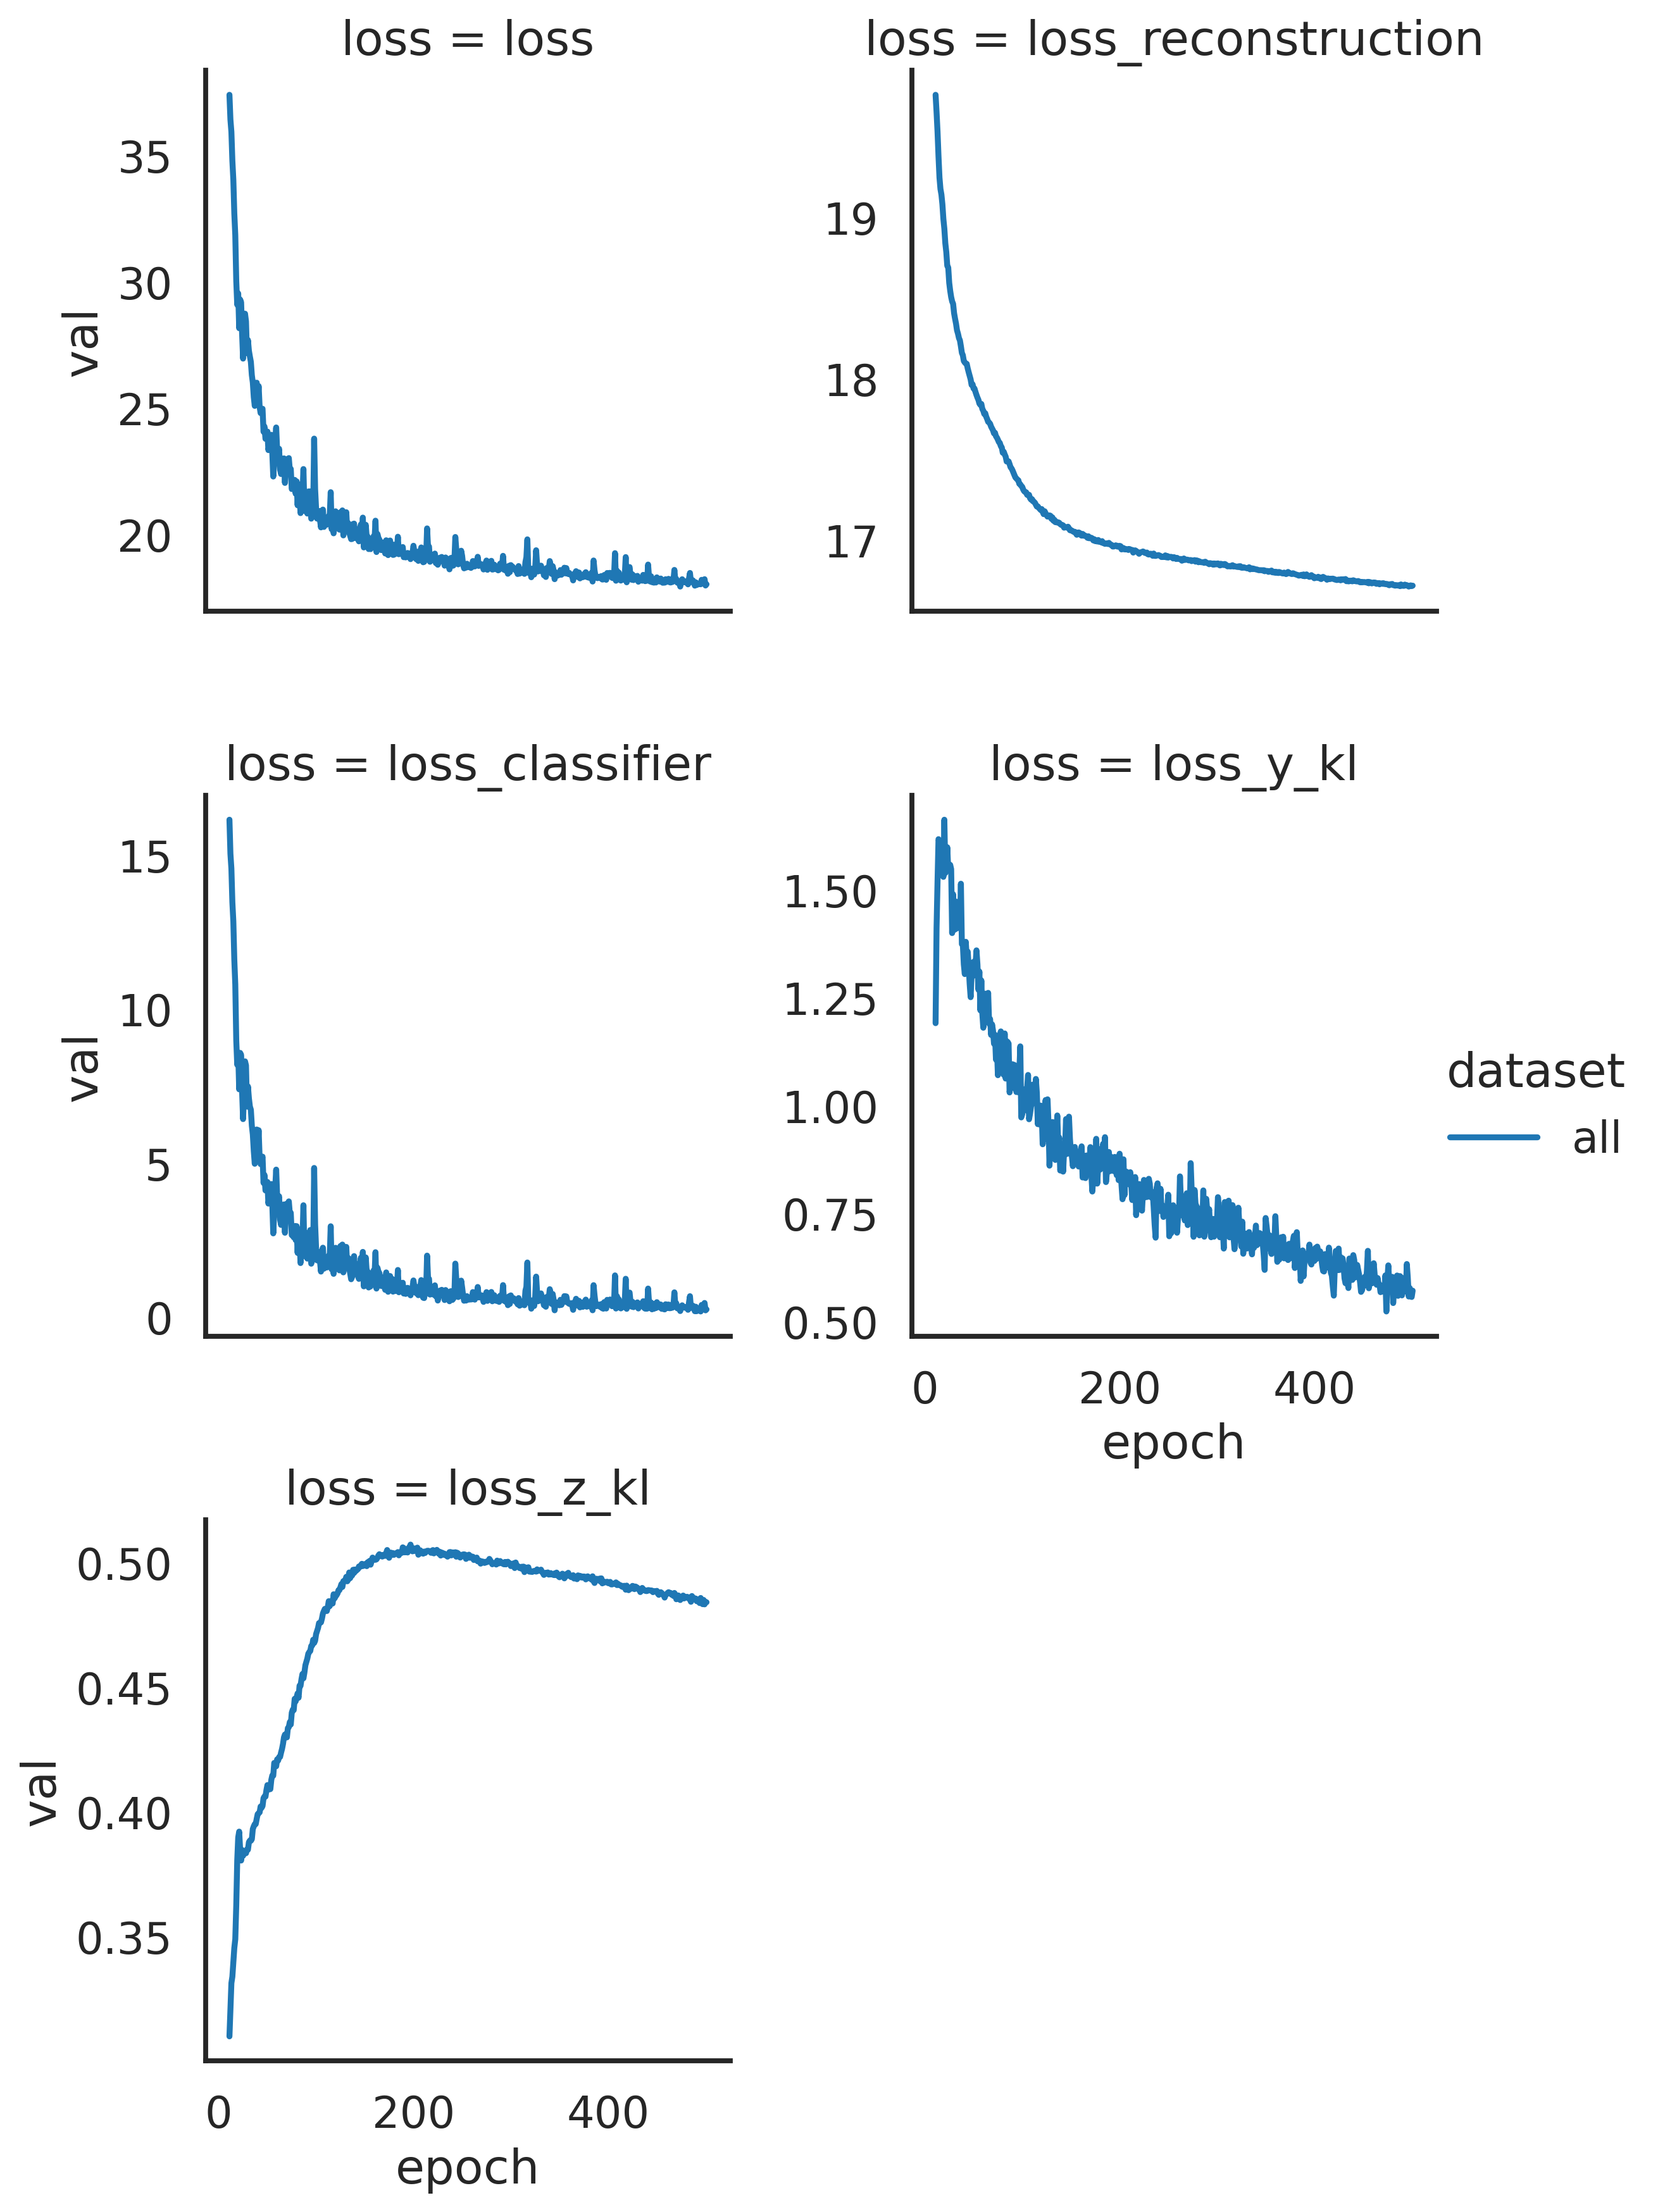 loss = loss
val
35
30
25
20
loss = loss_reconstruction
19
18
17
loss = loss_classifier
val
15
10
5
0
loss = loss_y_kl
1.50
1.25
1.00
0.75
0.50
0 200 400
epoch
dataset
all
loss = loss_z_kl
val
0.50
0.45
0.40
0.35
0 200 400
epoch